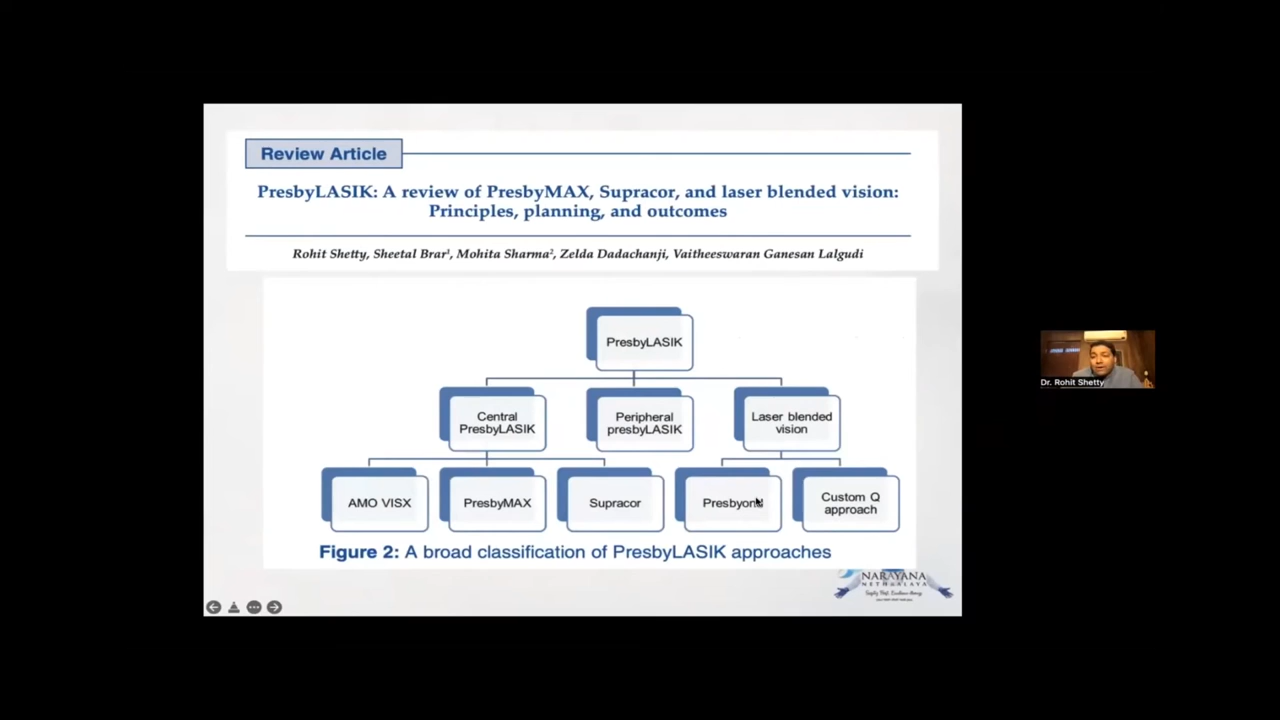 Review Article
PresbyLASIK: A review of PresbyMAX, Supracor, and laser blended vision:
Principles, planning, and outcomes
Rohit Shetty, Sheetal Brar¹, Mohita Sharma², Zelda Dadachanji, Vaitheeswaran Ganesan Lalgudi
PresbyLASIK
Central
PresbyLASIK
Peripheral
presbyLASIK
Laser blended
vision
AMO VISX
PresbyMAX
Supracor
Presbyond
Custom Q
approach
Figure 2: A broad classification of PresbyLASIK approaches
NARAYANA
NETHRALAYA
Dr. Rohit Shetty